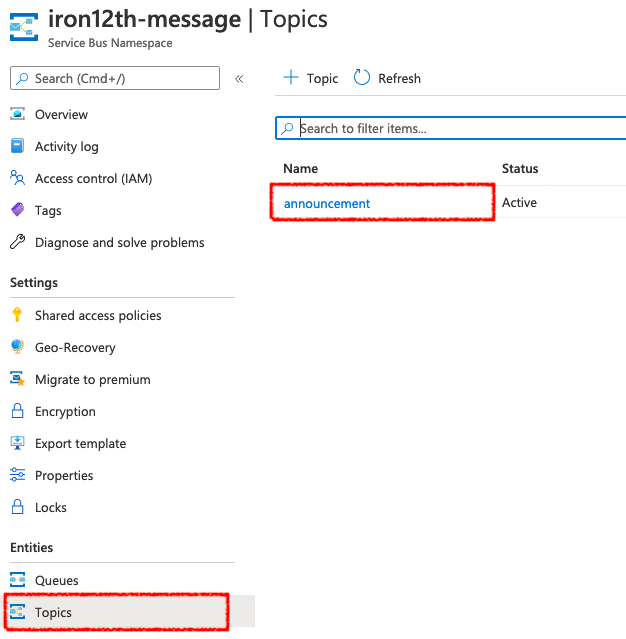 iron12th-message | Topics
Service Bus Namespace
Search (Cmd+/)
«
Overview
Activity log
Access control (IAM)
Tags
Diagnose and solve problems
Settings
Shared access policies
Geo-Recovery
Migrate to premium
Encryption
Export template
Properties
Locks
Entities
Queues
Topics
+ Topic Refresh
Search to filter items...
Name Status
announcement Active